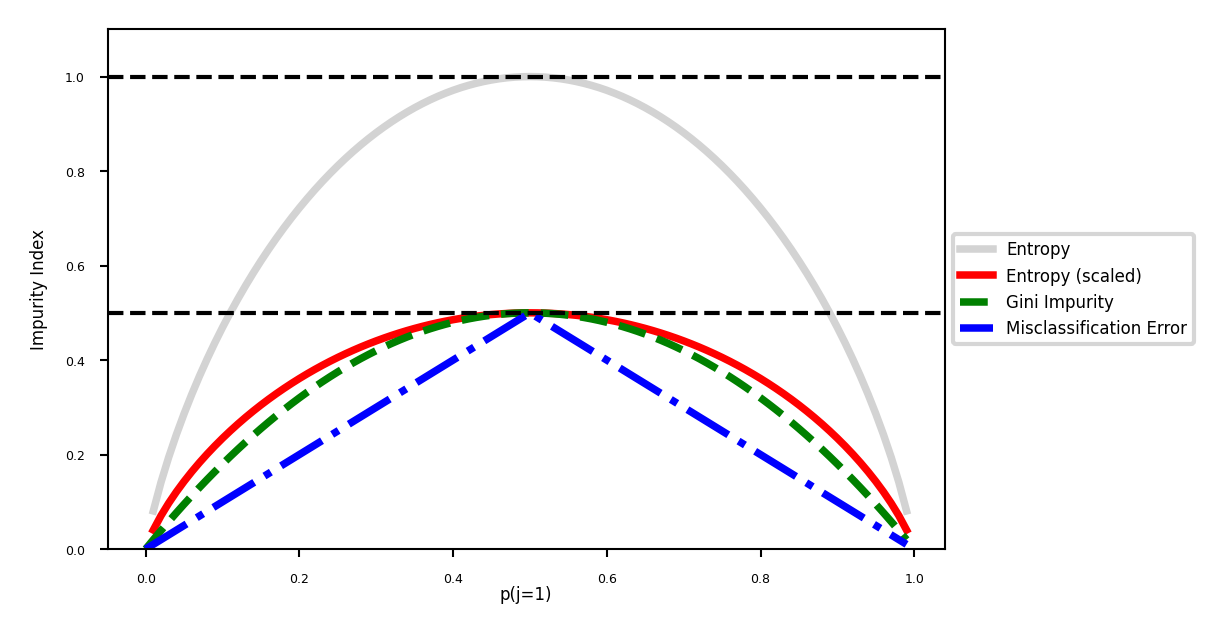 1.0
0.8
0.6
0.4
0.2
0.0
Impurity Index
0.0 0.2 0.4 0.6 0.8 1.0
p(j=1)
Entropy
Entropy (scaled)
Gini Impurity
Misclassification Error